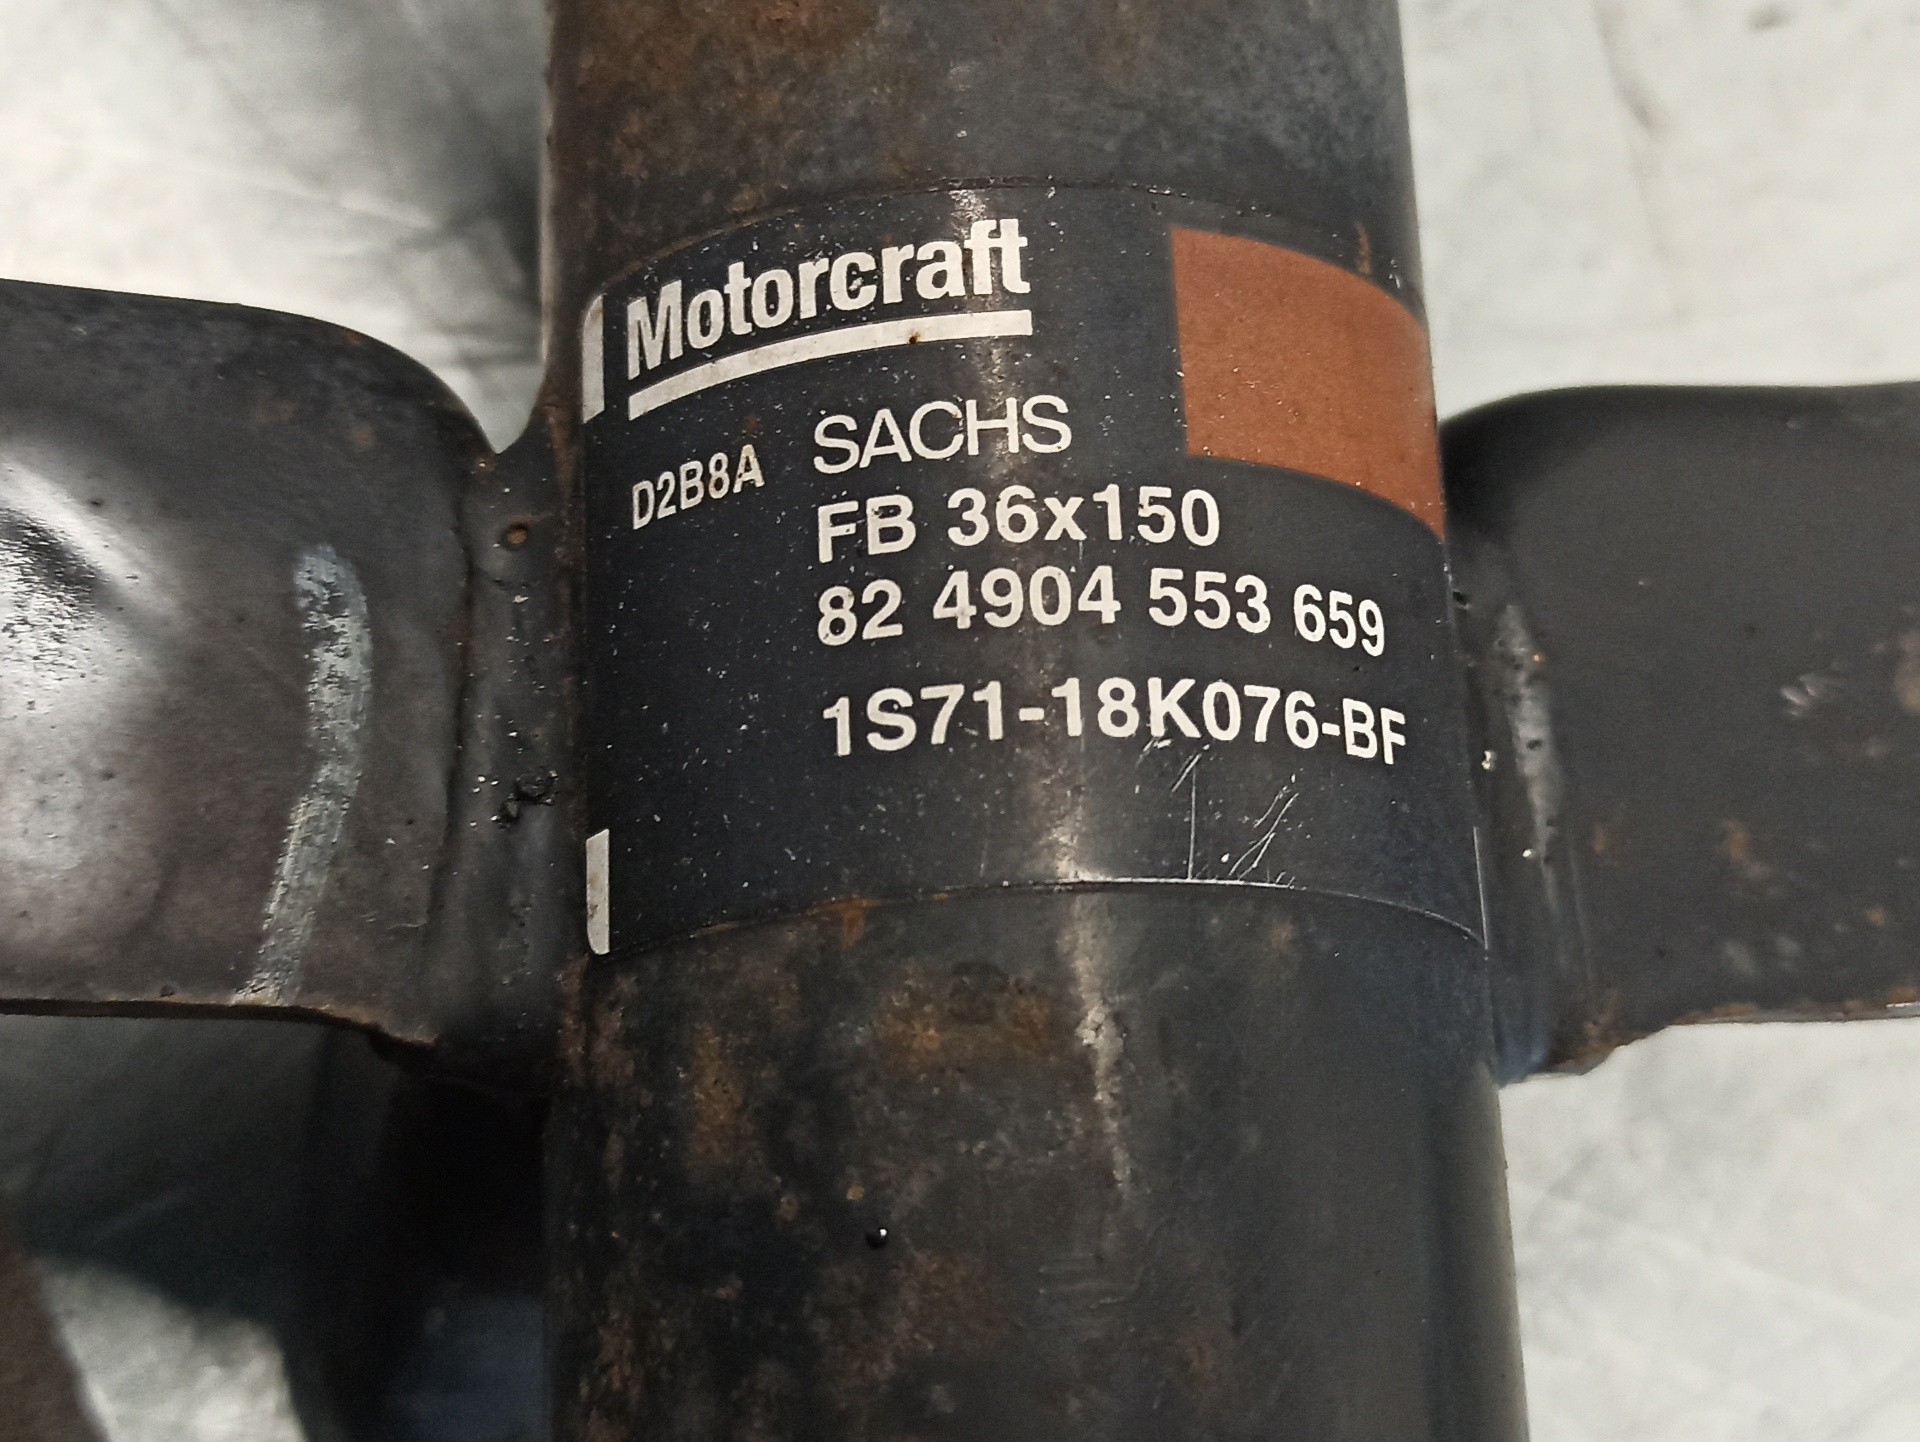 Motorcraft
D2B8A SACHS
FB 36x150
82 4904 553 659
1S71-18K076-BF